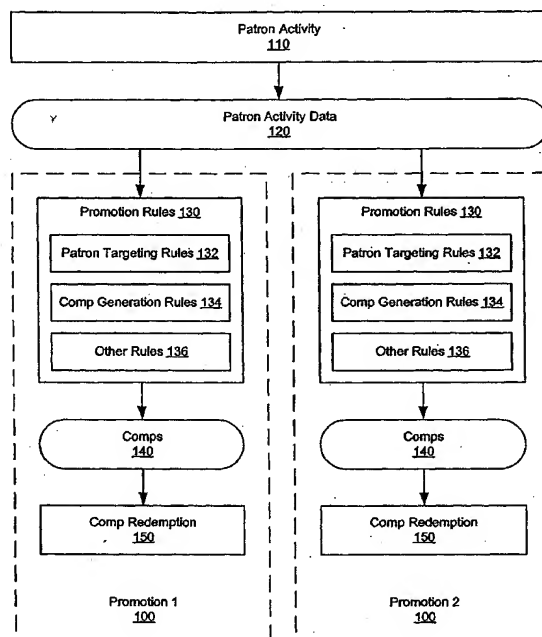 Patron Activity
110
Patron Activity Data
120
Promotion Rules 130
Patron Targeting Rules 132
Comp Generation Rules 134
Other Rules 136
Comps
140
Comp Redemption
150
Promotion 1
100
Promotion Rules 130
Patron Targeting Rules 132
Comp Generation Rules 134
Other Rules 136
Comps
140
Comp Redemption
150
Promotion 2
100